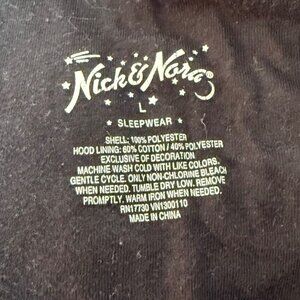 Nick & Nora®
L
SLEEPWEAR
SHELL: 100% POLYESTER
HOOD LINING: 60% COTTON / 40% POLYESTER
EXCLUSIVE OF DECORATION
MACHINE WASH COLD WITH LIKE COLORS.
GENTLE CYCLE. ONLY NON-CHLORINE BLEACH
WHEN NEEDED. TUMBLE DRY LOW. REMOVE
PROMPTLY. WARM IRON WHEN NEEDED.
RN17730 VN1300110
MADE IN CHINA